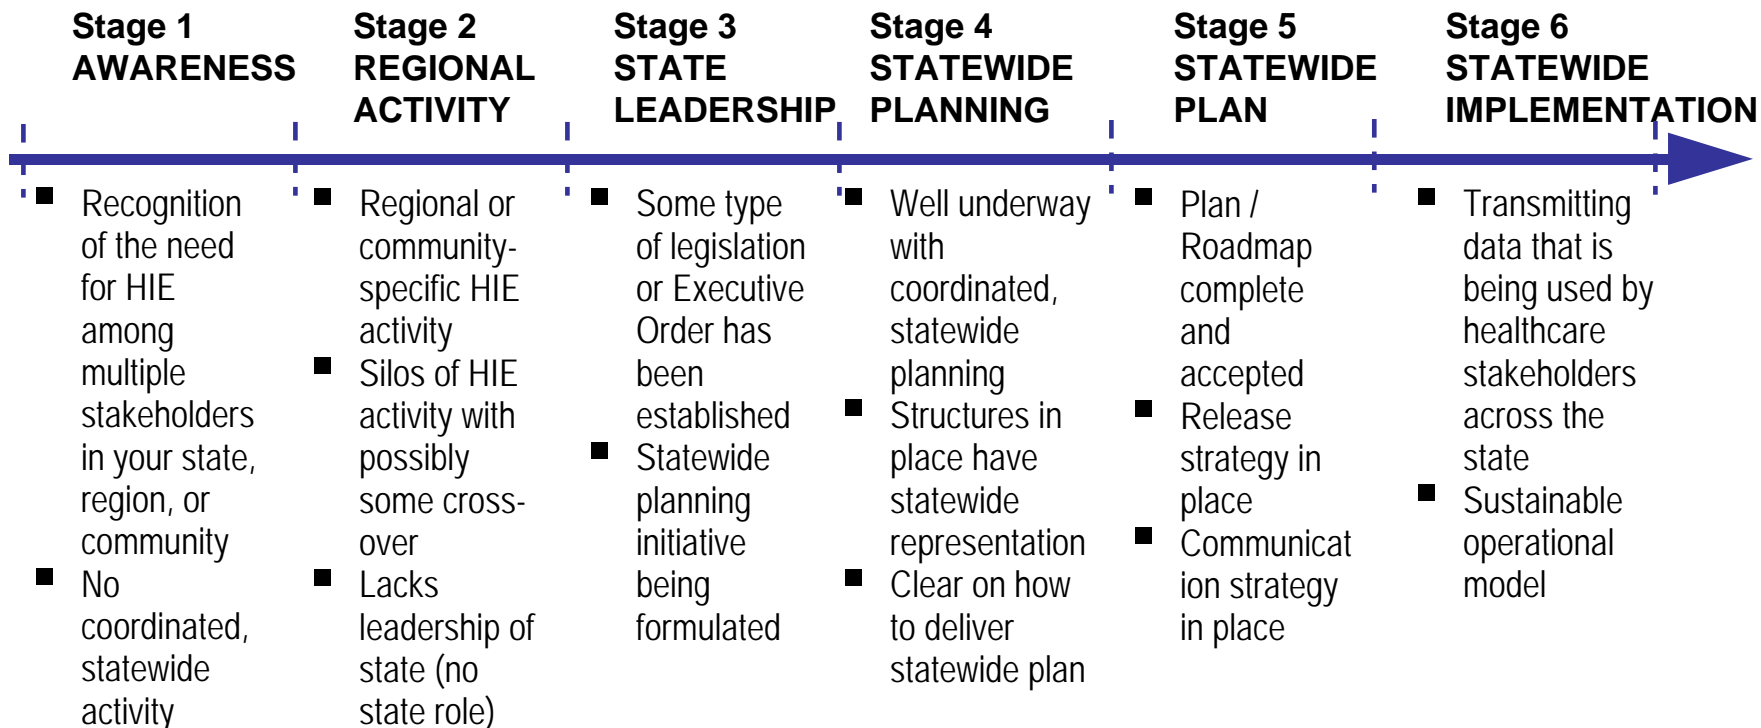 Stage 1
AWARENESS
Stage 2
REGIONAL
ACTIVITY
Stage 3
STATE
LEADERSHIP
Stage 4
STATEWIDE
PLANNING
Stage 5
STATEWIDE
PLAN
Stage 6
STATEWIDE
IMPLEMENTATION
■ Recognition
of the need
for HIE
among
multiple
stakeholders
in your state,
region, or
community
■ No
coordinated,
statewide
activity
■ Regional or
community-
specific HIE
activity
■ Silos of HIE
activity with
possibly
some cross-
over
■ Lacks
leadership of
state (no
state role)
■ Some type
of legislation
or Executive
Order has
been
established
■ Statewide
planning
initiative
being
formulated
■ Well underway
with
coordinated,
statewide
planning
■ Structures in
place have
statewide
representation
■ Clear on how
to deliver
statewide plan
■ Plan /
Roadmap
complete
and
accepted
■ Release
strategy in
place
■ Communicat
ion strategy
in place
■ Transmitting
data that is
being used by
healthcare
stakeholders
across the
state
■ Sustainable
operational
model